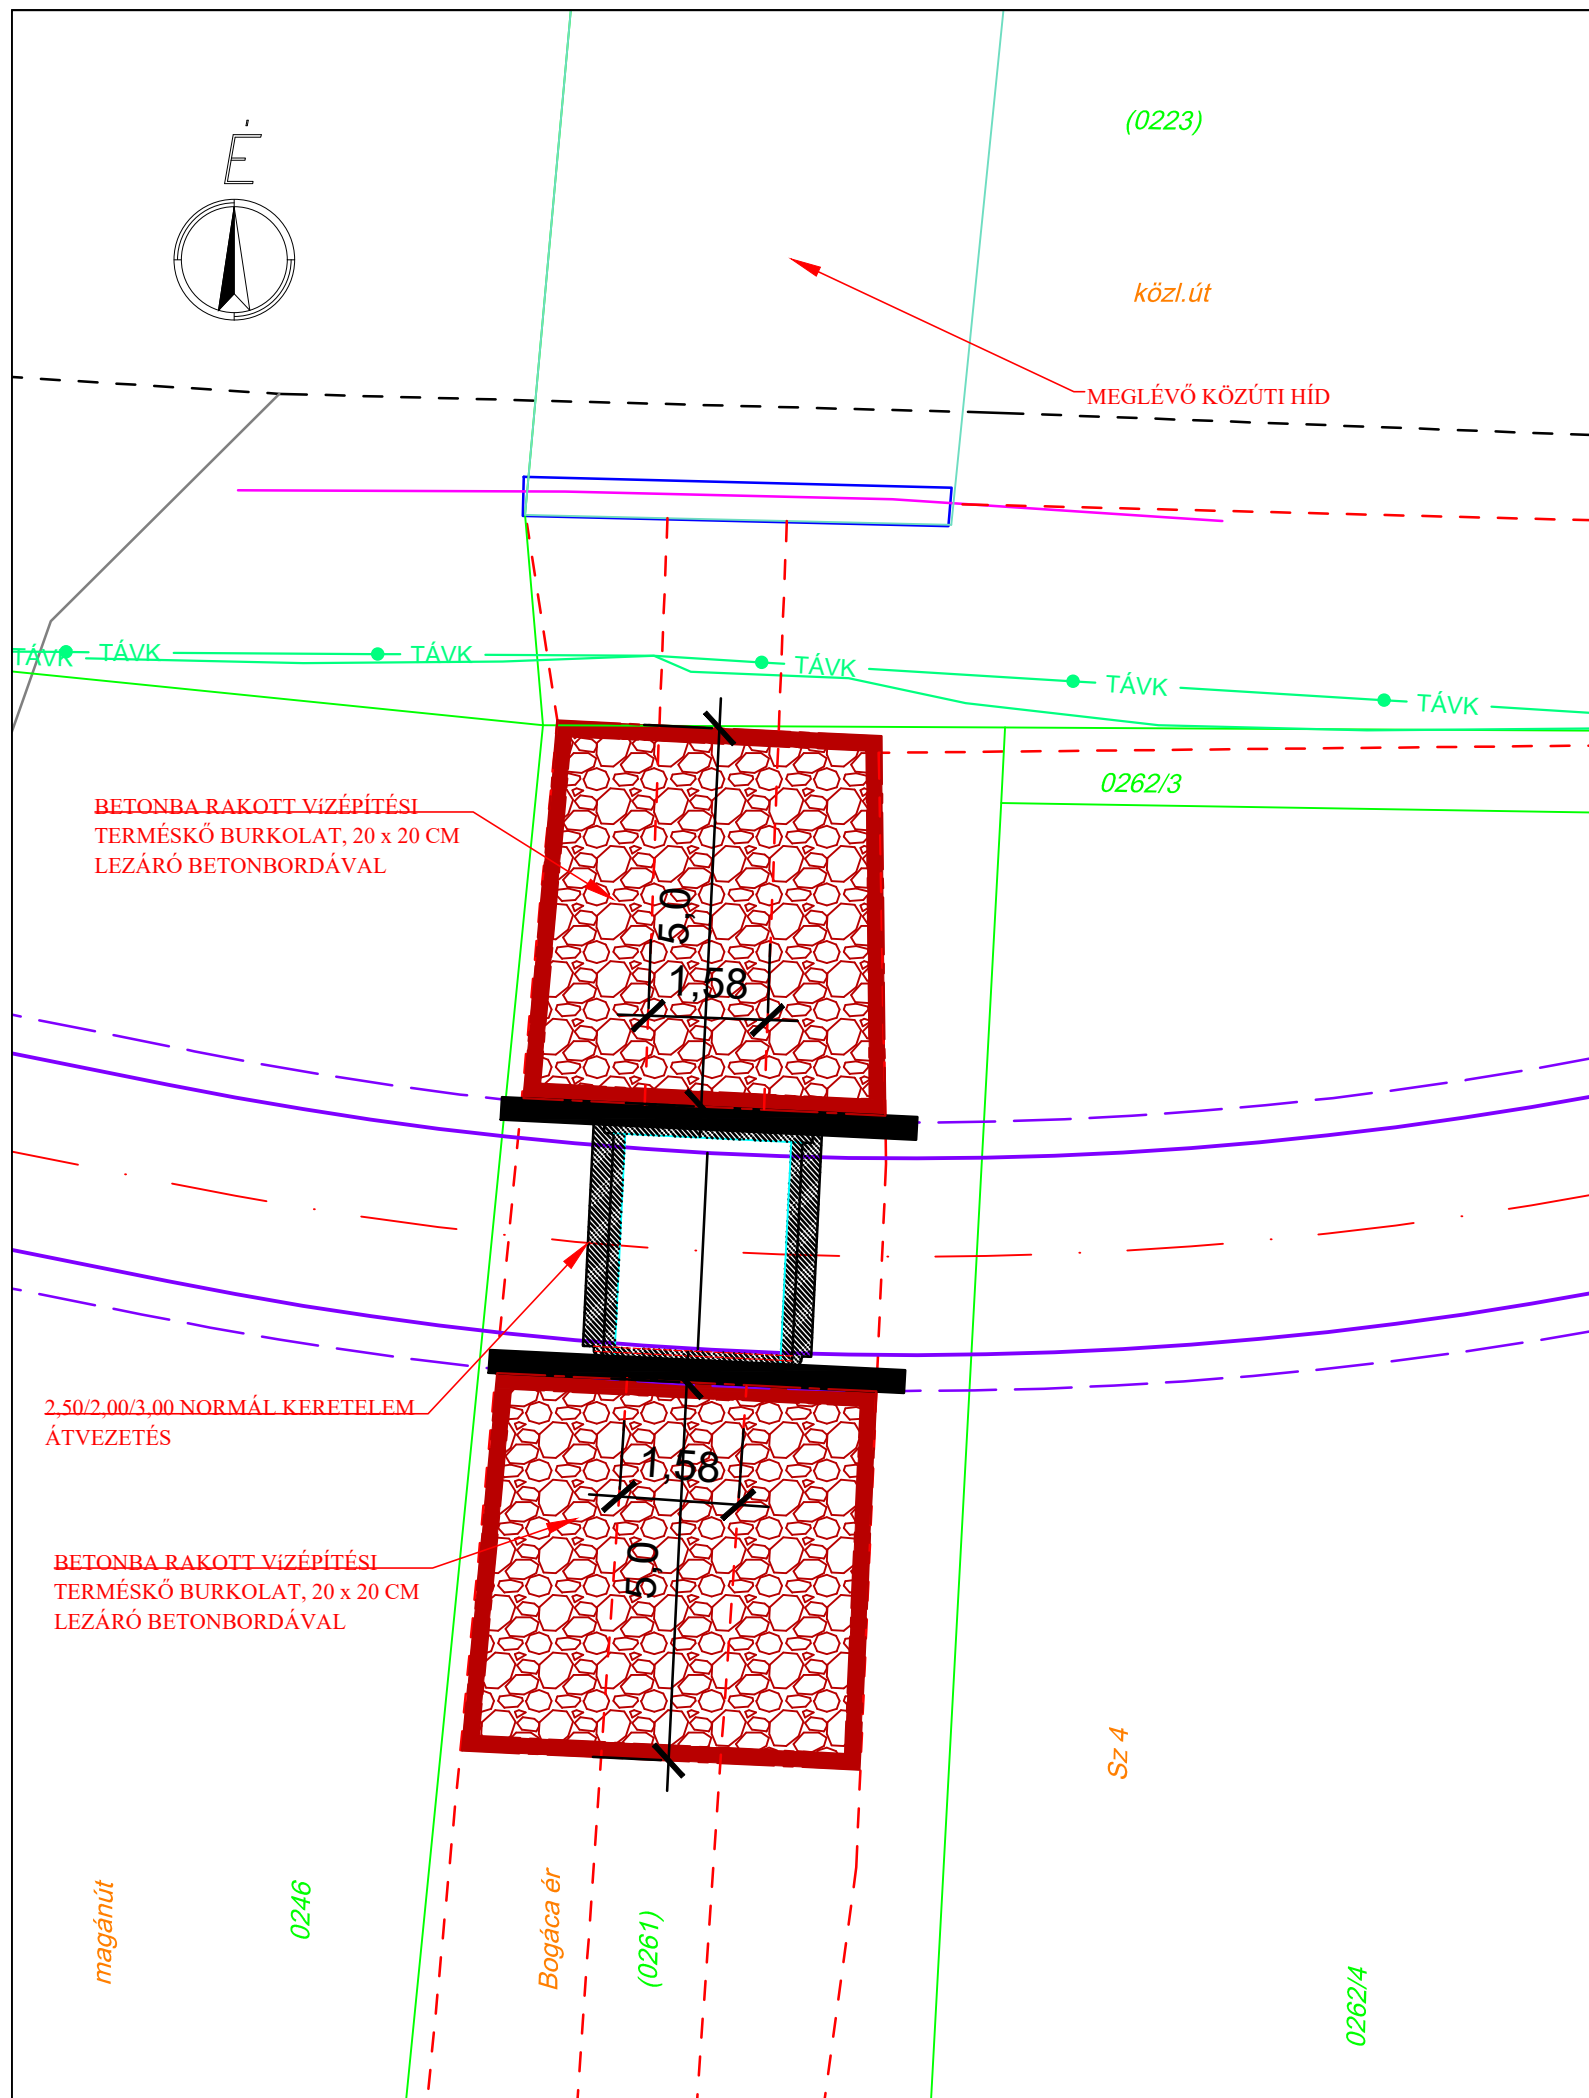 (0223)
É
közl.út
MEGLÉVŐ KÖZÚTI HÍD
TÁVK
TÁVK
TÁVK
TÁVK
TÁVK
TÁVK
0262/3
BETONBA RAKOTT VíZÉPÍTÉSI
TERMÉSKŐ BURKOLAT, 20 x 20 CM
LEZÁRÓ BETONBORDÁVAL
5,0
1,58
2,50/2,00/3,00 NORMÁL KERETELEM
ÁTVEZETÉS
1,58
5,0
BETONBA RAKOTT VíZÉPÍTÉSI
TERMÉSKŐ BURKOLAT, 20 x 20 CM
LEZÁRÓ BETONBORDÁVAL
Sz 4
magánút
0246
Bogáca ér
(0261)
0262/4